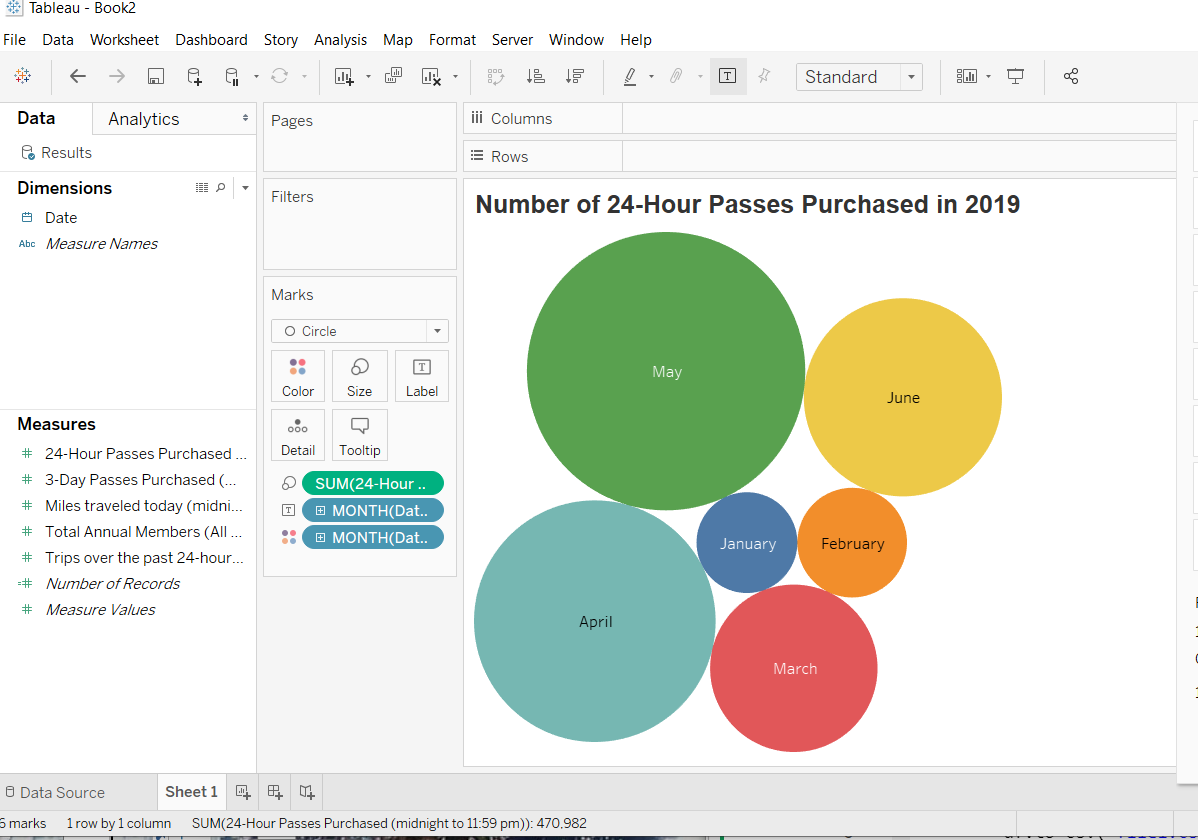 Tableau - Book2
File Data Worksheet Dashboard Story Analysis Map Format Server Window Help
Standard
Data Analytics
Results
Dimensions
Date
Abc Measure Names
Measures
24-Hour Passes Purchased ...
3-Day Passes Purchased (...
Miles traveled today (midni...
Total Annual Members (All ...
Trips over the past 24-hour...
Number of Records
Measure Values
Pages
Filters
Marks
Circle
Color Size Label
Detail Tooltip
SUM(24-Hour ..
MONTH(Dat..
MONTH(Dat..
Columns
Rows
Number of 24-Hour Passes Purchased in 2019
May
June
January
February
April
March
Data Source Sheet 1
6 marks 1 row by 1 column SUM(24-Hour Passes Purchased (midnight to 11:59 pm)): 470,982